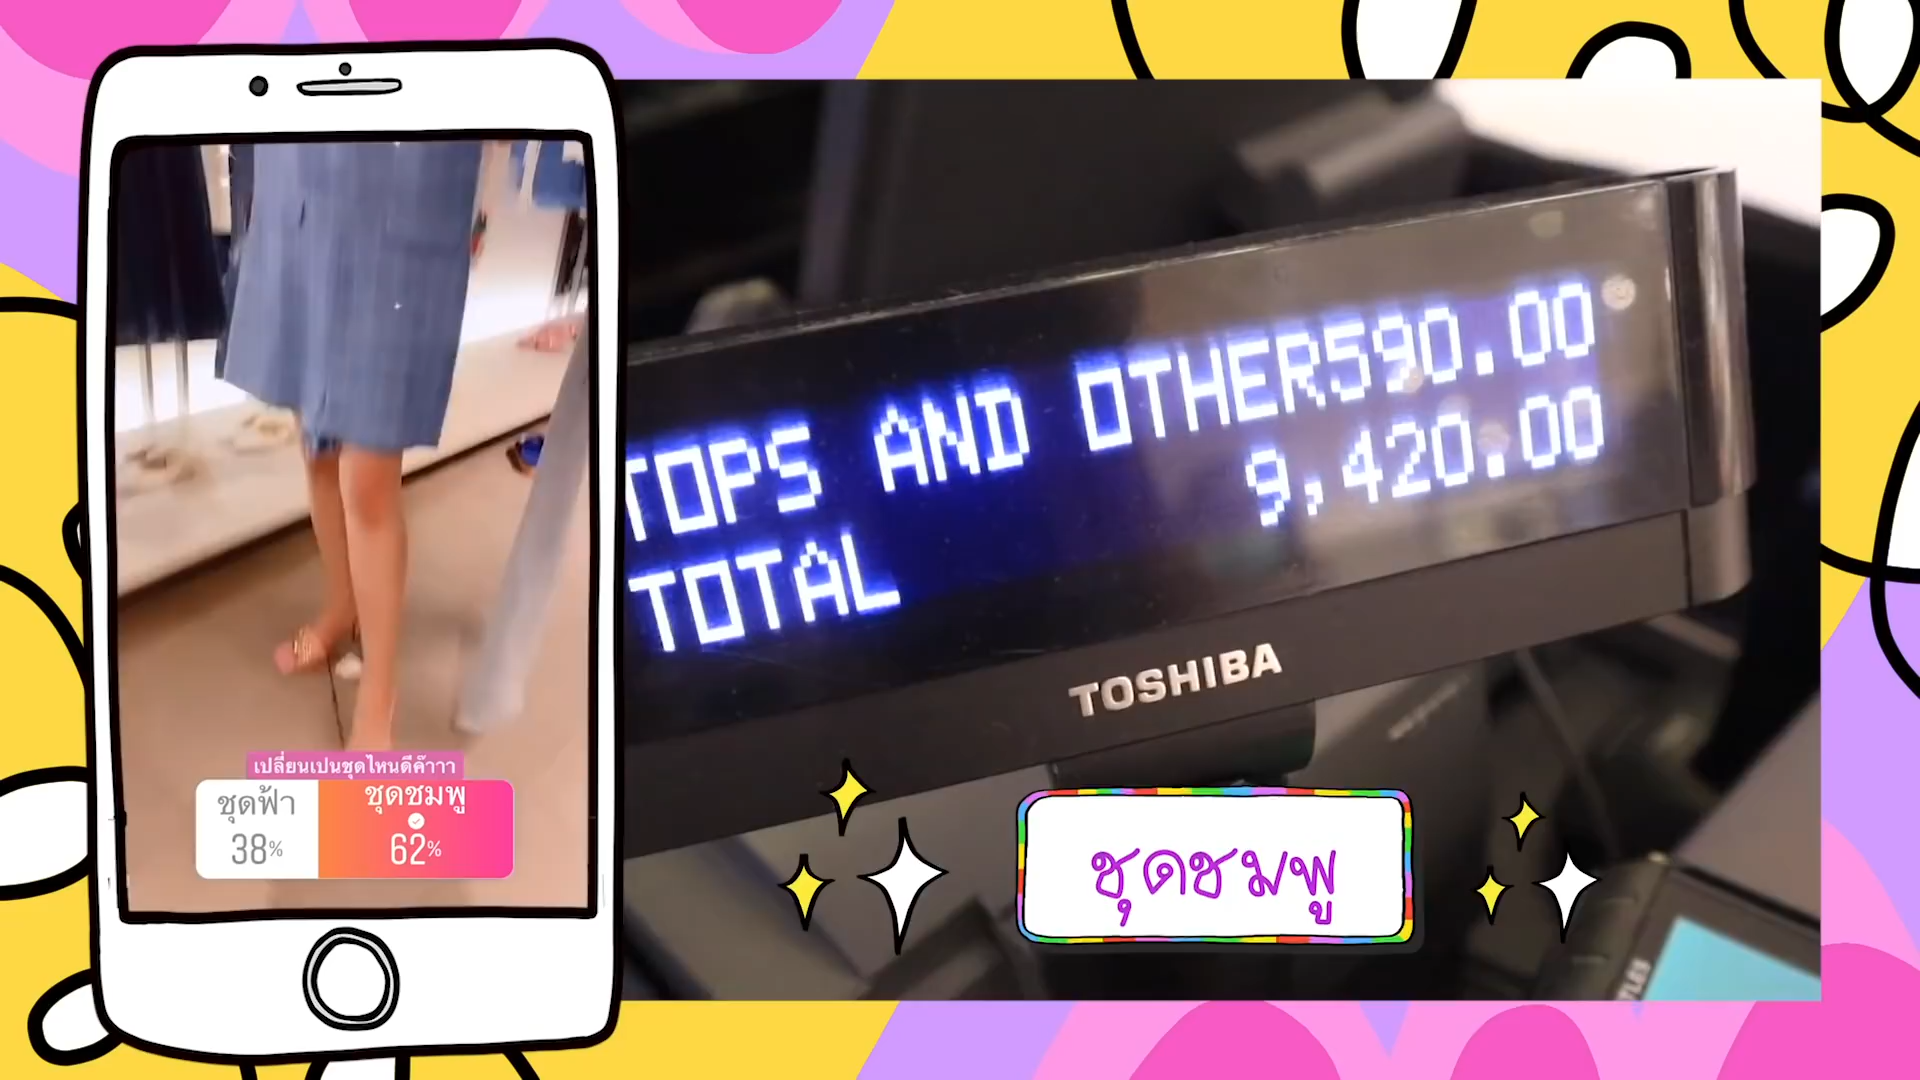 เปลี่ยนเปนชุดไหนดีค๊าาา
ชุดฟ้า
38%
ชุดชมพู
62%
TOPS AND OTHER590.00
TOTAL 9,420.00
TOSHIBA
ชุดชมพู